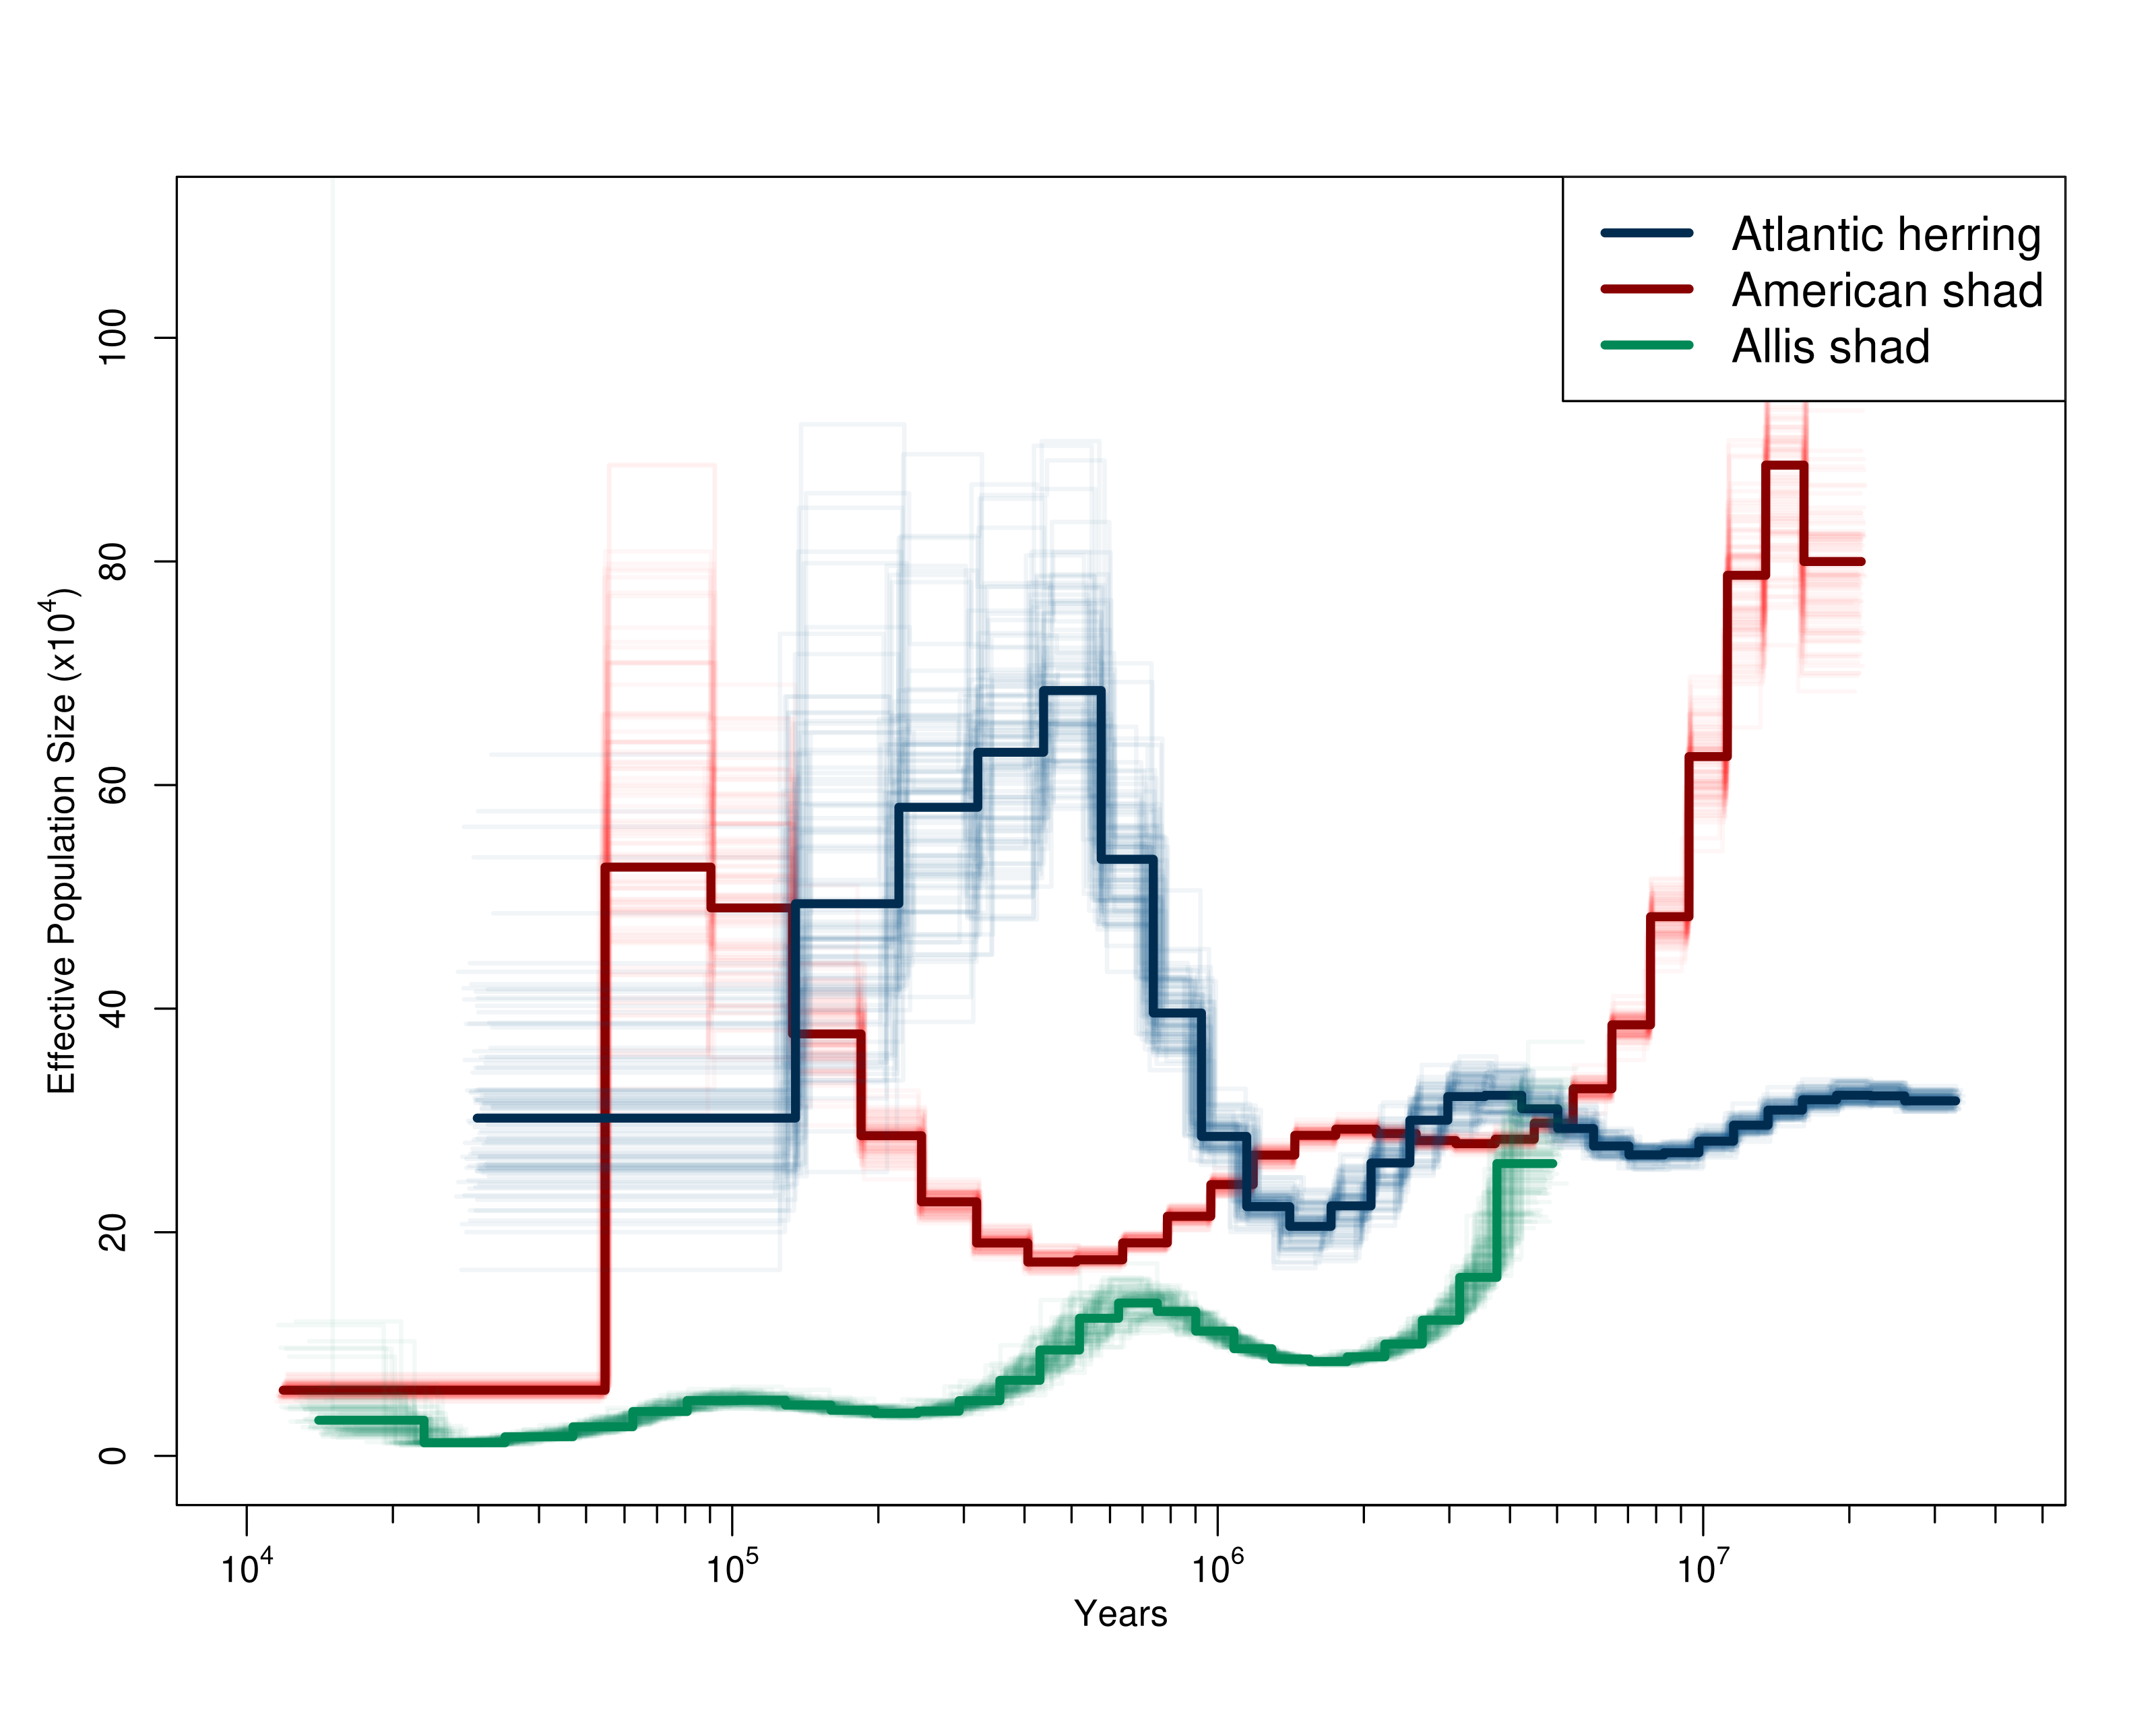 Atlantic herring
American shad
Allis shad
Effective Population Size (x10⁴)
100
80
60
40
20
0
10⁴ 10⁵ 10⁶ 10⁷
Years